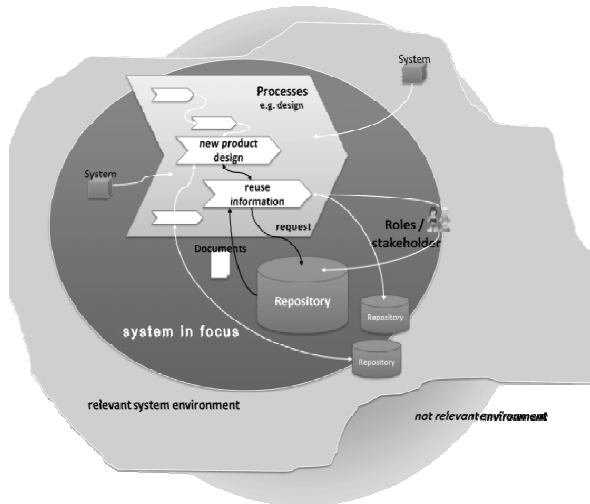 System
Processes
e.g. design
new product
design
System
reuse
information
request
Roles /
stakeholder
Documents
Repository
Repository
system in focus
Repository
relevant system environment
not relevant environment